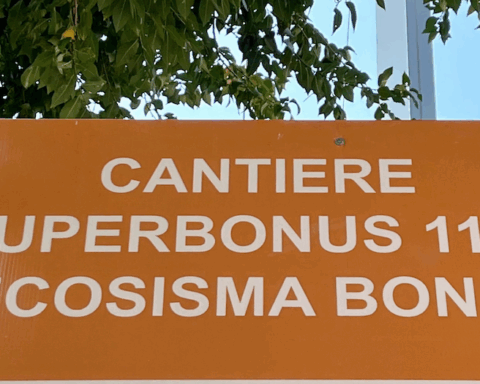 CANTIERE
UPERBONUS 11
COSISMA BON